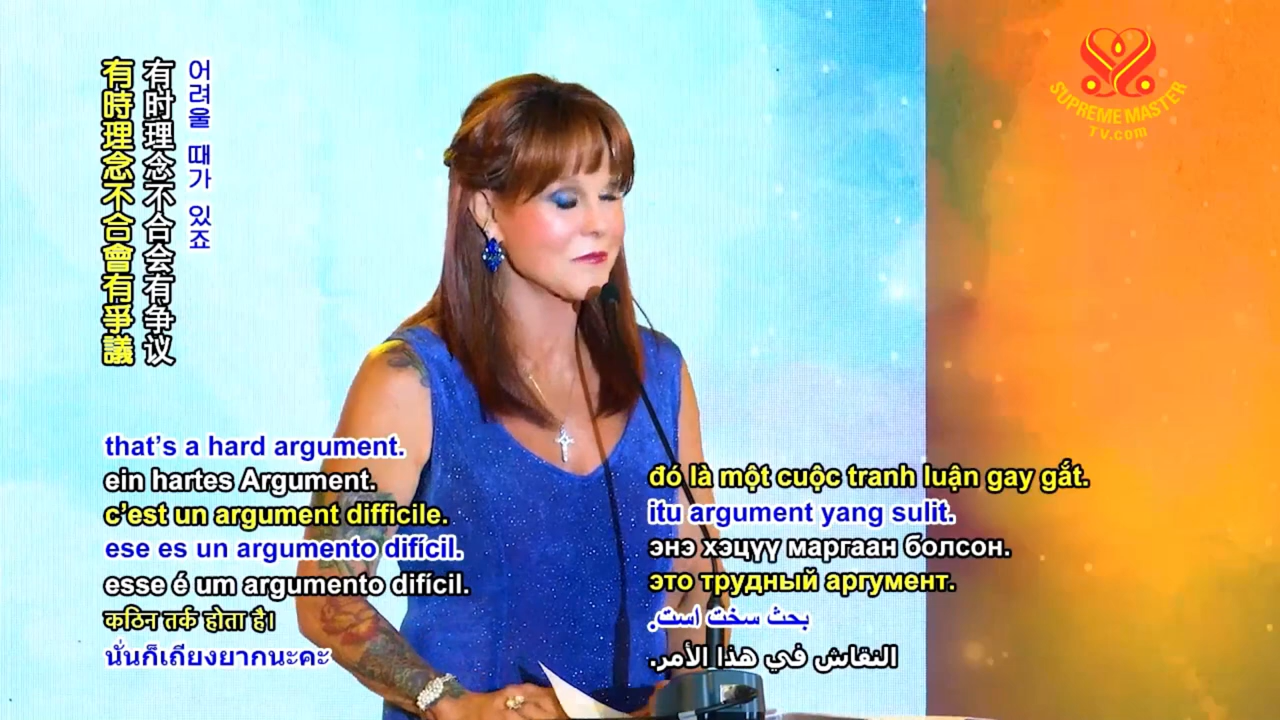 어려울 때가 있죠
有时理念不合会有争议
有時理念不合會有爭議
SUPREME MASTER
TV.com
that's a hard argument.
ein hartes Argument.
c'est un argument difficile.
ese es un argumento difícil.
esse é um argumento difícil.
कठिन तर्क होता है।
นั่นก็เถียงยากนะคะ
đó là một cuộc tranh luận gay gắt.
itu argument yang sulit.
энэ хэцүү маргаан болсон.
это трудный аргумент.
بحث سخت است.
النقاش في هذا الأمر.